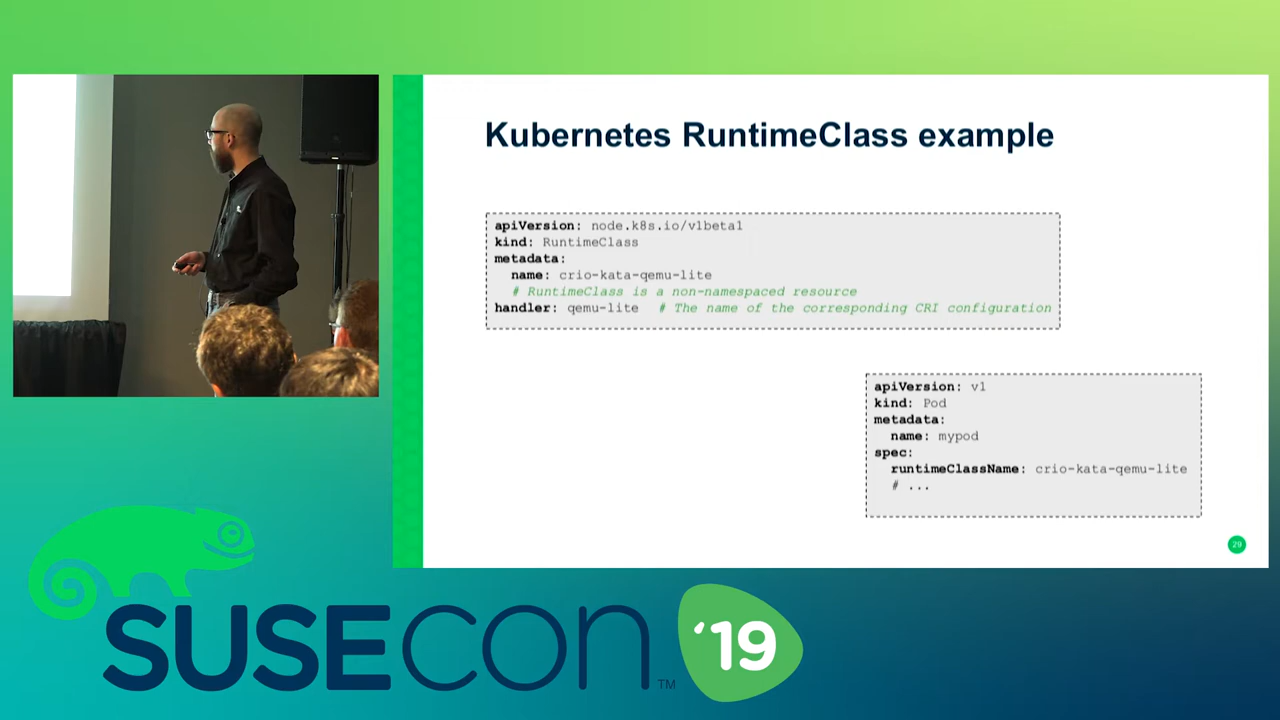 Kubernetes RuntimeClass example
apiVersion: node.k8s.io/v1beta1
kind: RuntimeClass
metadata:
  name: crio-kata-qemu-lite
  # RuntimeClass is a non-namespaced resource
handler: qemu-lite  # The name of the corresponding CRI configuration
apiVersion: v1
kind: Pod
metadata:
  name: mypod
spec:
  runtimeClassName: crio-kata-qemu-lite
  # ...
29
SUSECON ™ '19